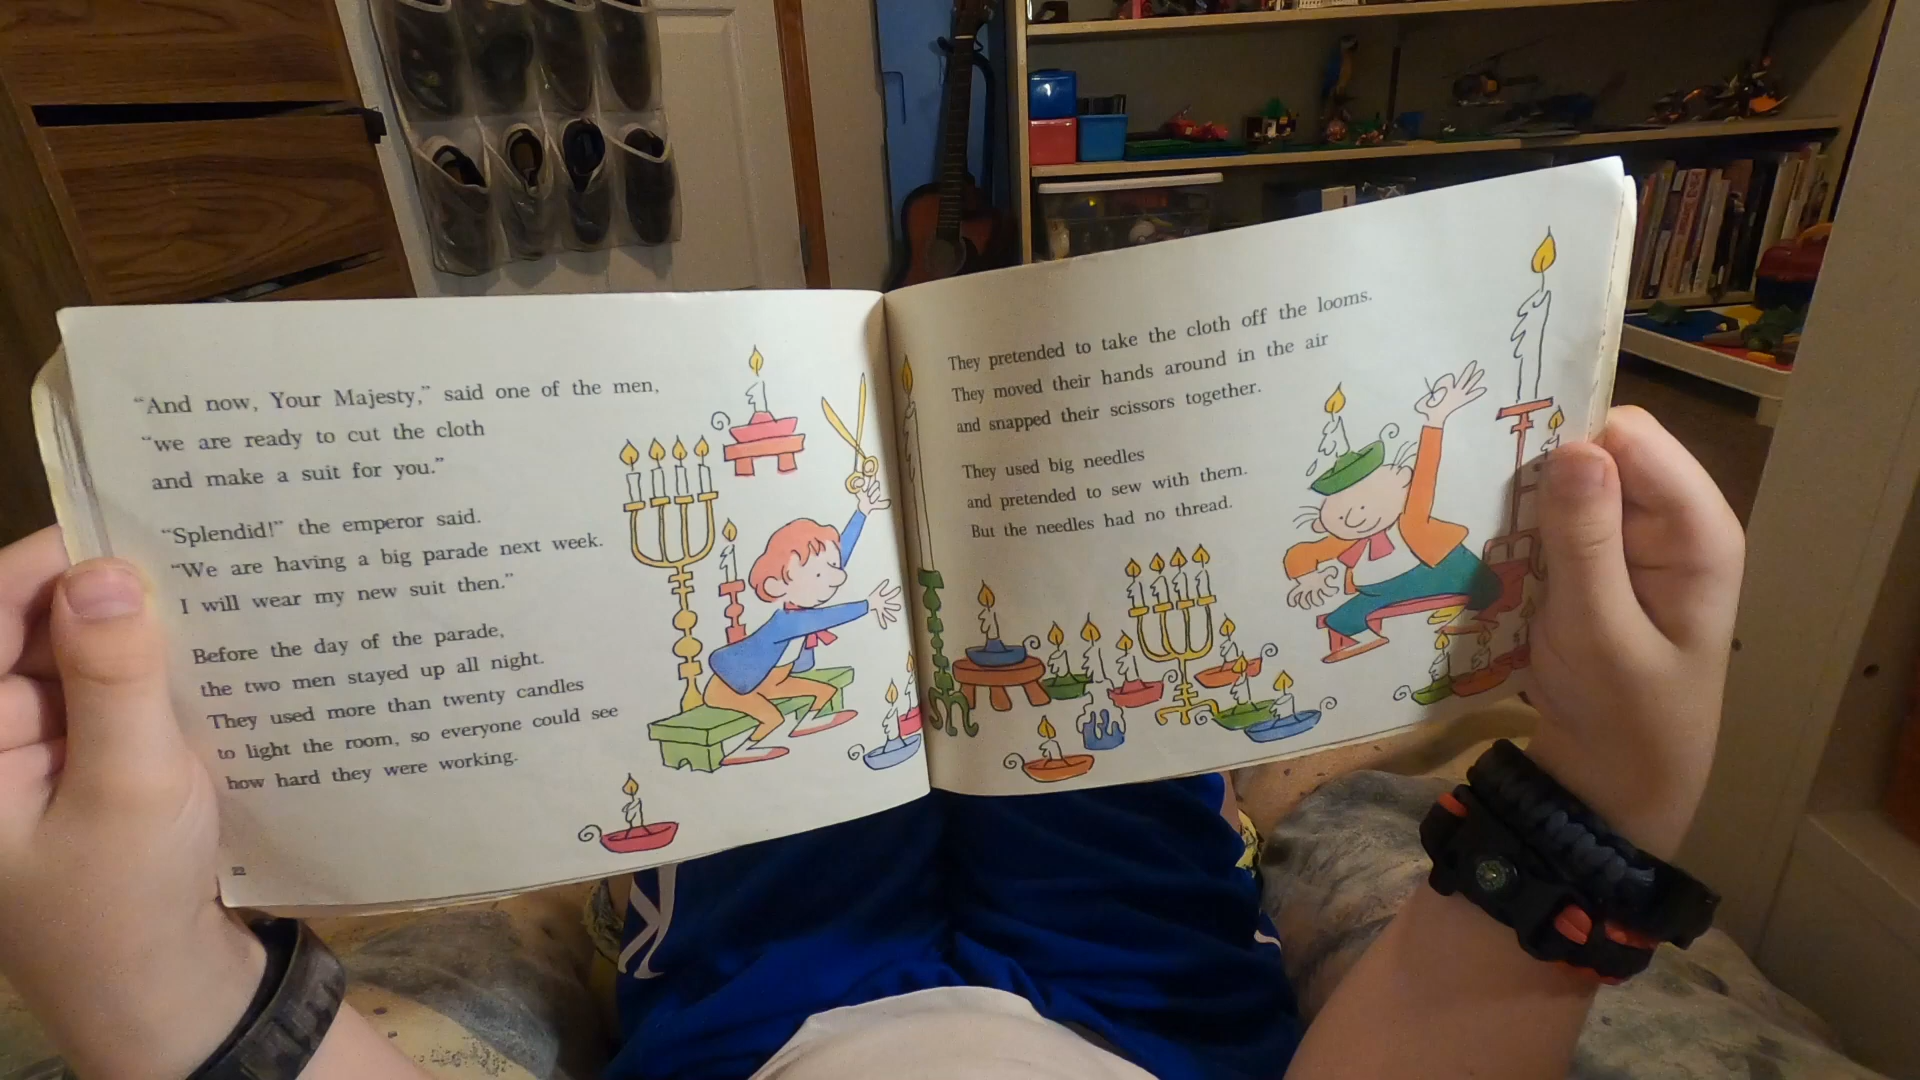 “And now, Your Majesty,” said one of the men,
“we are ready to cut the cloth
and make a suit for you.”
“Splendid!” the emperor said.
“We are having a big parade next week.
I will wear my new suit then.”
Before the day of the parade,
the two men stayed up all night.
They used more than twenty candles
to light the room, so everyone could see
how hard they were working.
They pretended to take the cloth off the looms.
They moved their hands around in the air
and snapped their scissors together.
They used big needles
and pretended to sew with them.
But the needles had no thread.